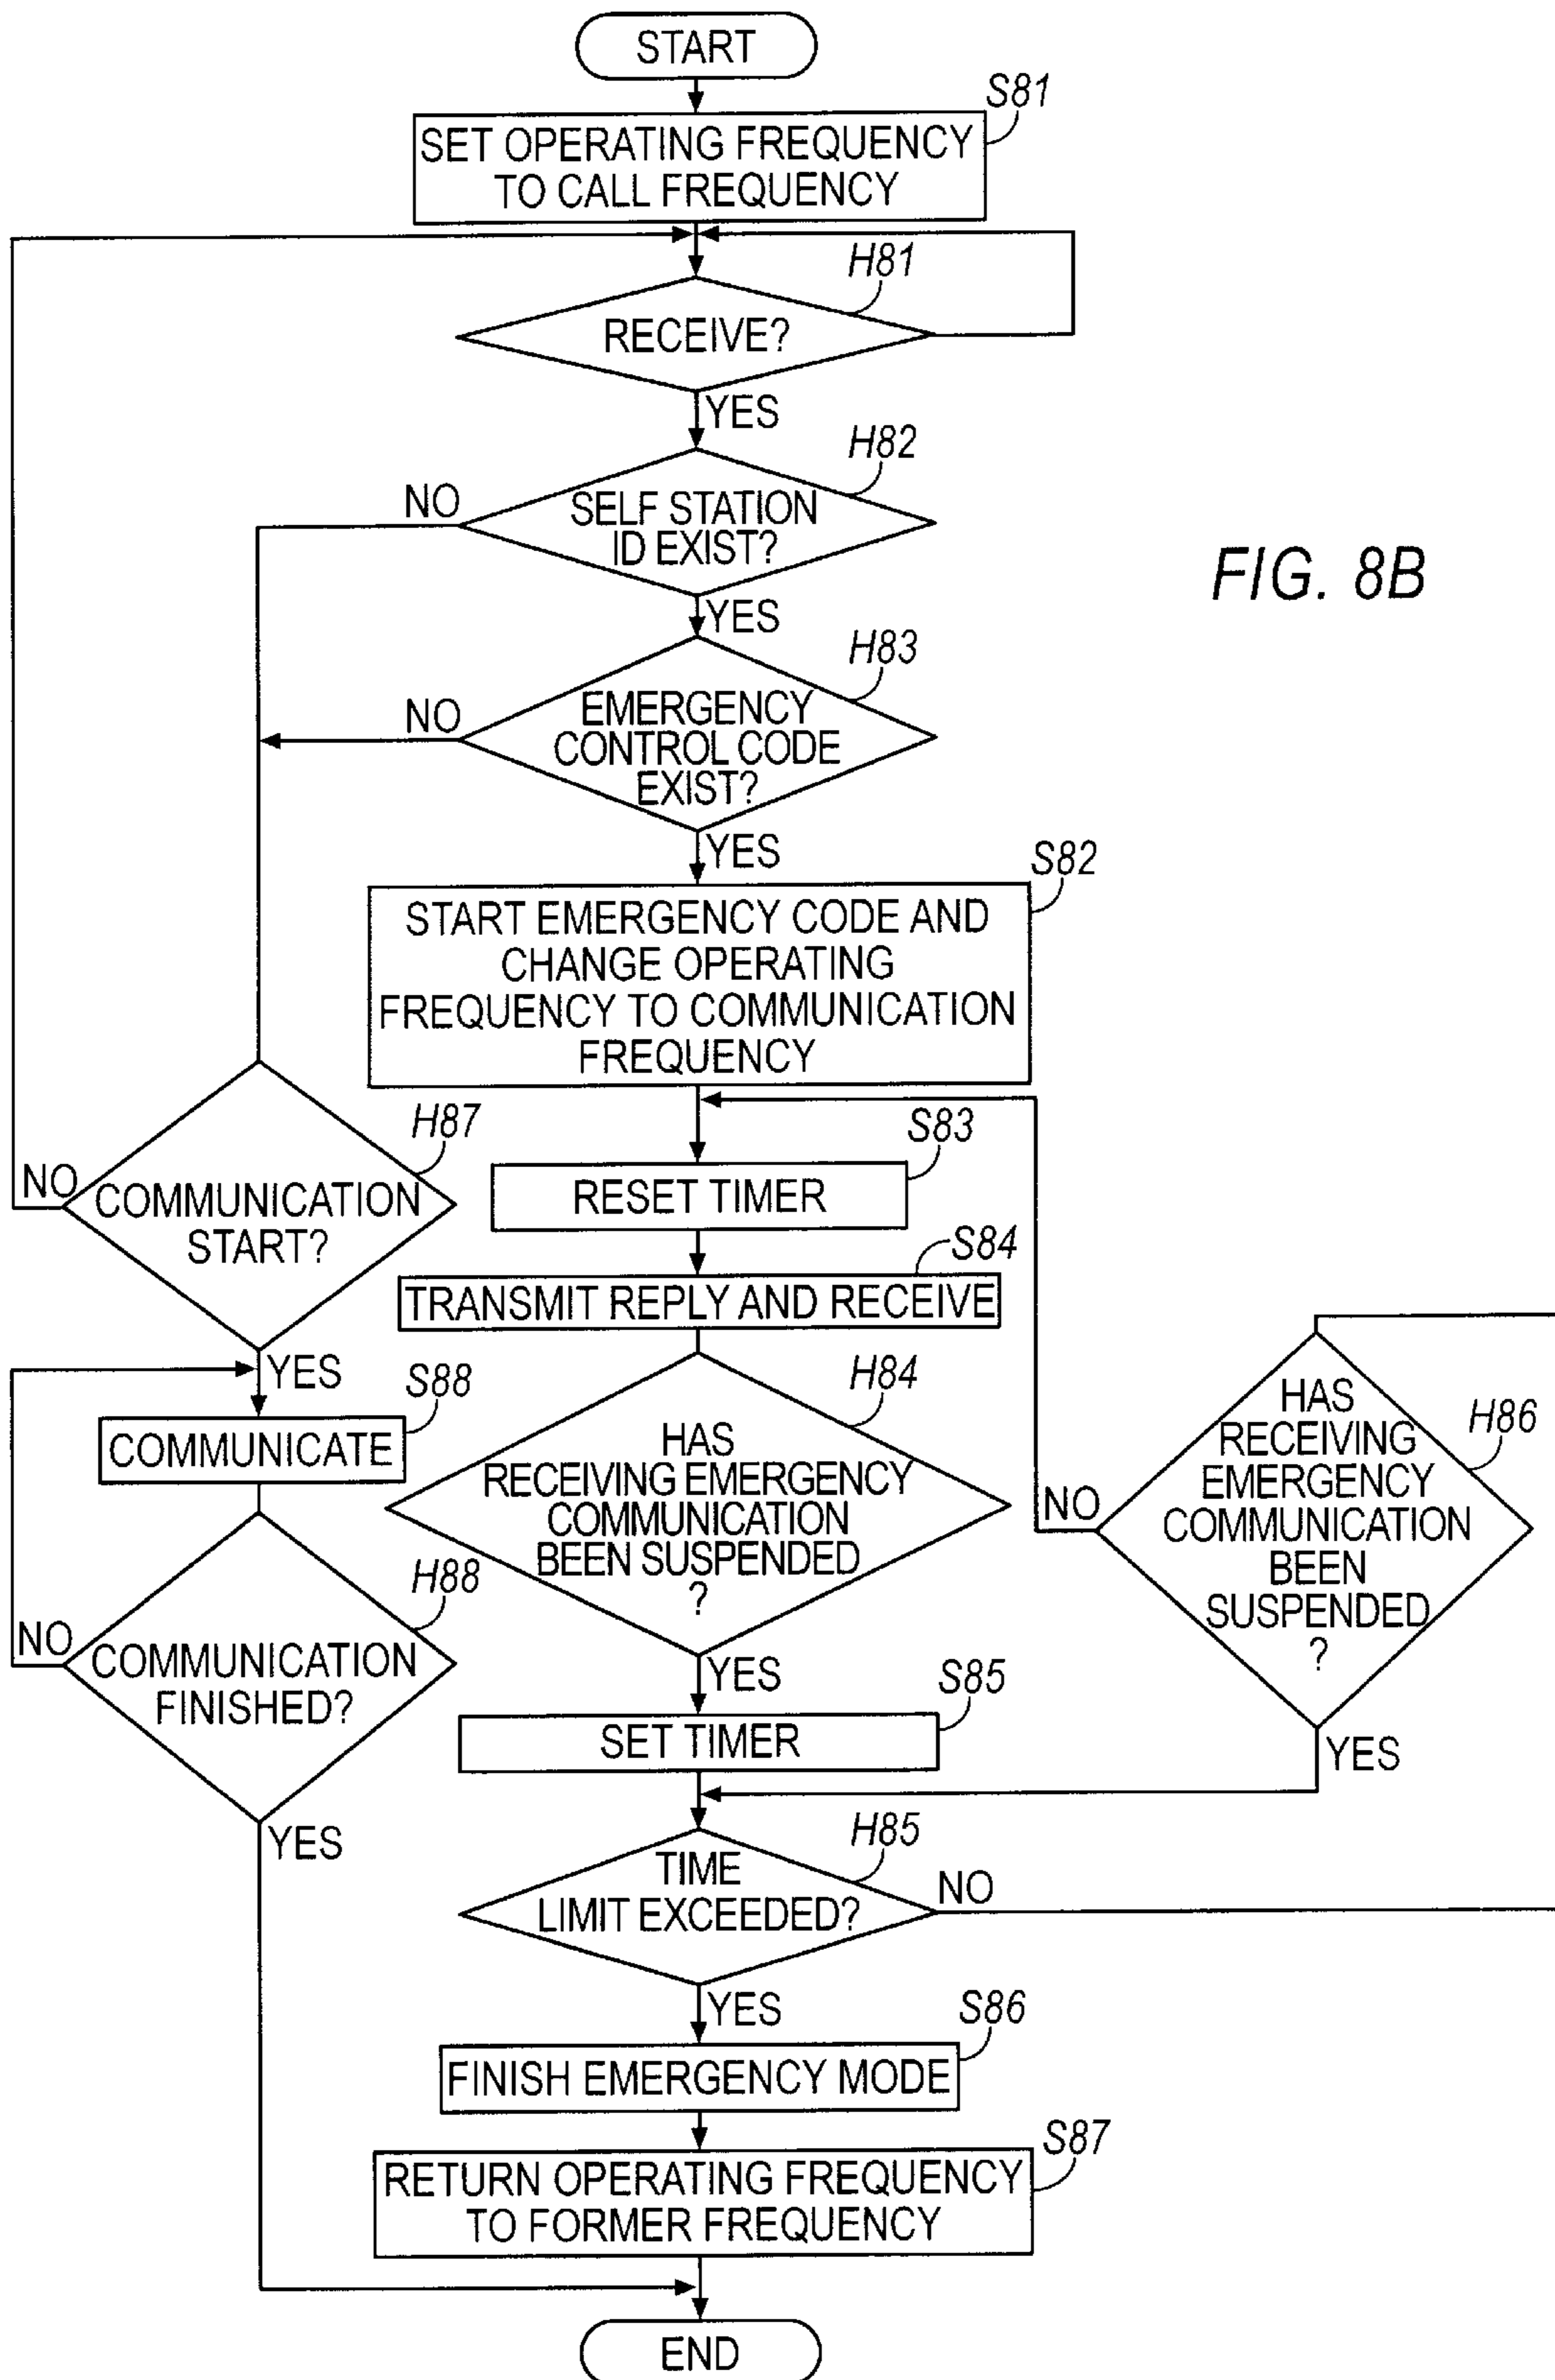 START
S81
SET OPERATING FREQUENCY
TO CALL FREQUENCY
H81
RECEIVE?
YES
H82
NO
SELF STATION
ID EXIST?
FIG. 8B
YES
H83
NO
EMERGENCY
CONTROL CODE
EXIST?
YES
S82
START EMERGENCY CODE AND
CHANGE OPERATING
FREQUENCY TO COMMUNICATION
FREQUENCY
H87
NO
COMMUNICATION
START?
S83
RESET TIMER
S84
TRANSMIT REPLY AND RECEIVE
YES
S88
COMMUNICATE
H84
HAS
RECEIVING EMERGENCY
COMMUNICATION
BEEN SUSPENDED
?
H86
NO
HAS
RECEIVING
EMERGENCY
COMMUNICATION
BEEN
SUSPENDED
?
H88
NO
COMMUNICATION
FINISHED?
YES
S85
SET TIMER
YES
YES
H85
TIME
LIMIT EXCEEDED?
NO
YES
S86
FINISH EMERGENCY MODE
S87
RETURN OPERATING FREQUENCY
TO FORMER FREQUENCY
END